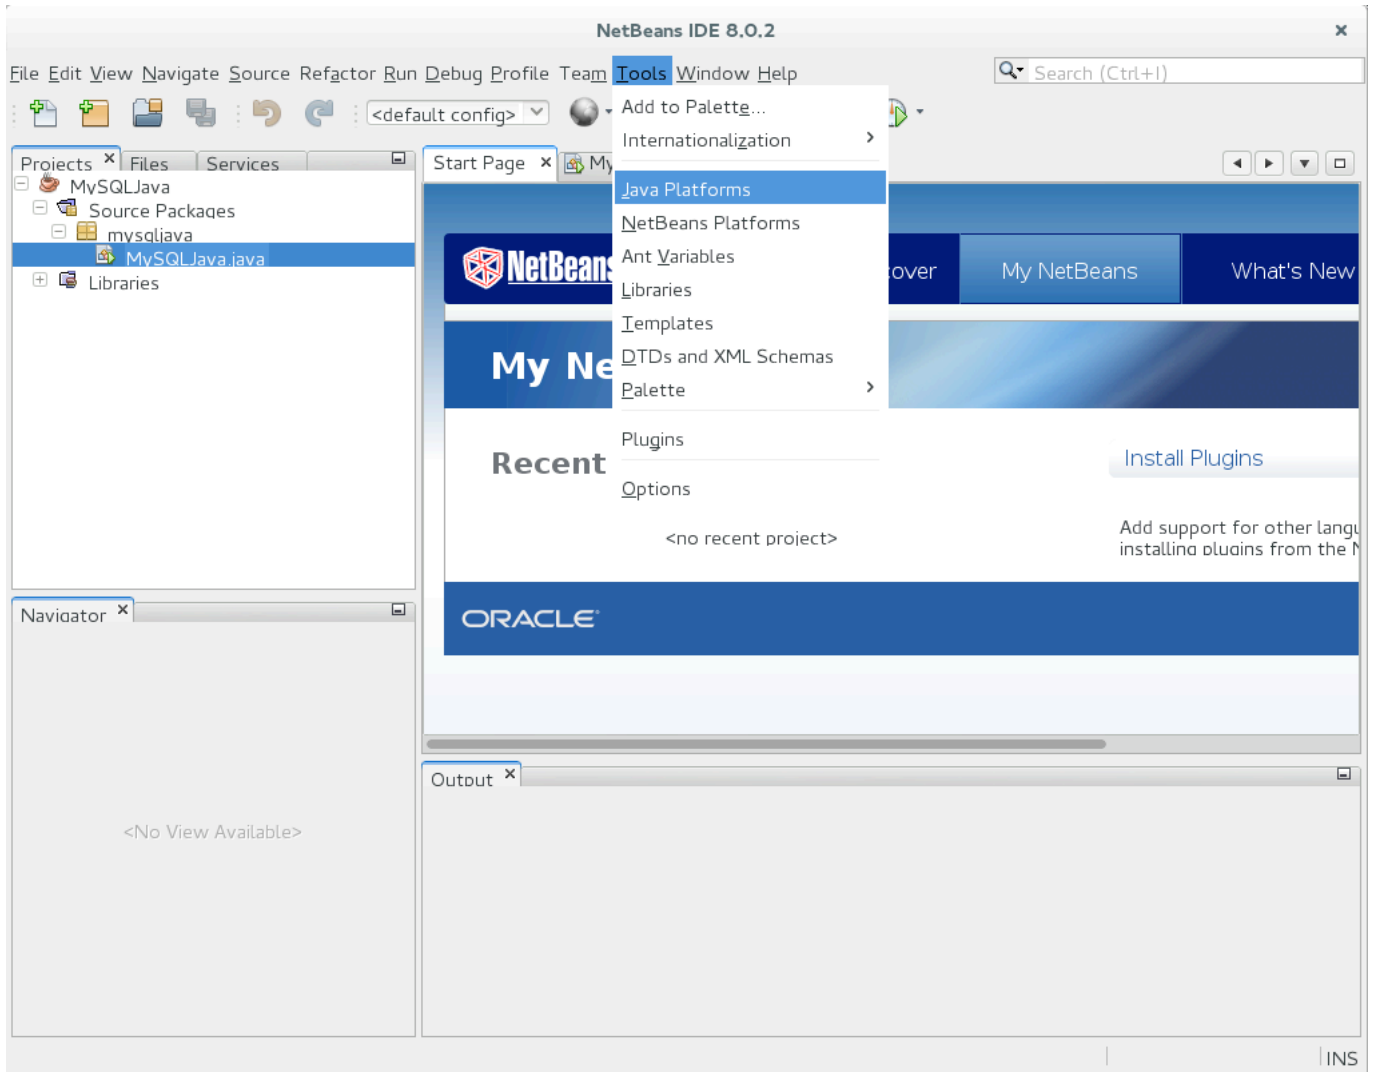 NetBeans IDE 8.0.2
File Edit View Navigate Source Refactor Run Debug Profile Team Tools Window Help
Search (Ctrl+I)
<default config>
Add to Palette...
Internationalization
Java Platforms
NetBeans Platforms
Ant Variables
Libraries
Templates
DTDs and XML Schemas
Palette
Plugins
Options
Projects Files Services
MySQLJava
Source Packages
mysqljava
MySQLJava.java
Libraries
Start Page My
NetBeans
over My NetBeans What's New
My Ne
Recent
Install Plugins
<no recent project>
Add support for other langu
installing plugins from the N
ORACLE
Navigator
<No View Available>
Output
INS